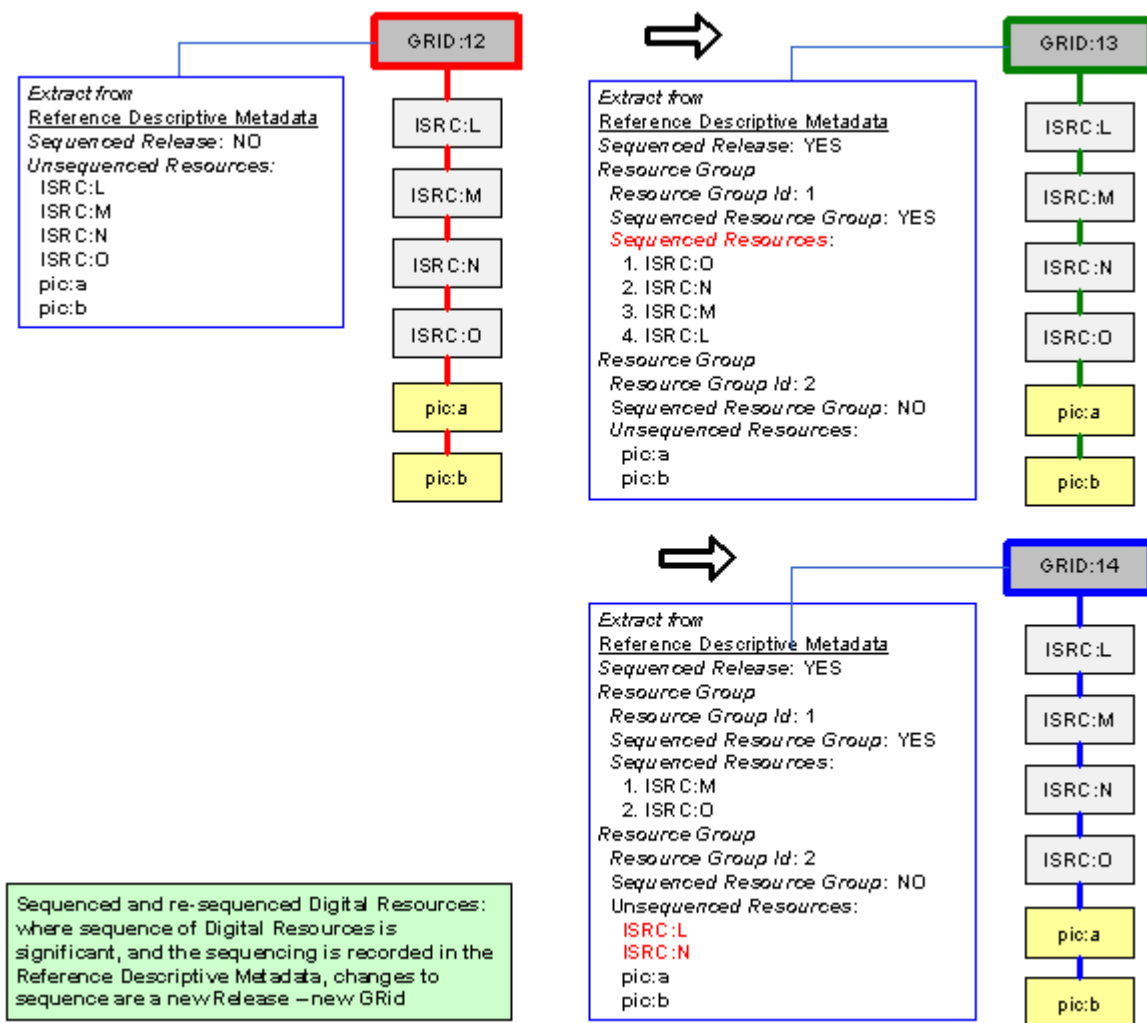 GRID:12
Extract from
Reference Descriptive Metadata
Sequenced Release: NO
Unsequenced Resources:
ISRC:L
ISRC:M
ISRC:N
ISRC:O
pic:a
pic:b
ISRC:L
ISRC:M
ISRC:N
ISRC:O
pic:a
pic:b
GRID:13
Extract from
Reference Descriptive Metadata
Sequenced Release: YES
Resource Group
Resource Group Id: 1
Sequenced Resource Group: YES
Sequenced Resources:
1. ISRC:O
2. ISRC:N
3. ISRC:M
4. ISRC:L
Resource Group
Resource Group Id: 2
Sequenced Resource Group: NO
Unsequenced Resources:
pic:a
pic:b
ISRC:L
ISRC:M
ISRC:N
ISRC:O
pic:a
pic:b
GRID:14
Extract from
Reference Descriptive Metadata
Sequenced Release: YES
Resource Group
Resource Group Id: 1
Sequenced Resource Group: YES
Sequenced Resources:
1. ISRC:M
2. ISRC:O
Resource Group
Resource Group Id: 2
Sequenced Resource Group: NO
Unsequenced Resources:
ISRC:L
ISRC:N
pic:a
pic:b
ISRC:L
ISRC:M
ISRC:N
ISRC:O
pic:a
pic:b
Sequenced and re-sequenced Digital Resources:
where sequence of Digital Resources is
significant, and the sequencing is recorded in the
Reference Descriptive Metadata, changes to
sequence are a new Release – new GRid